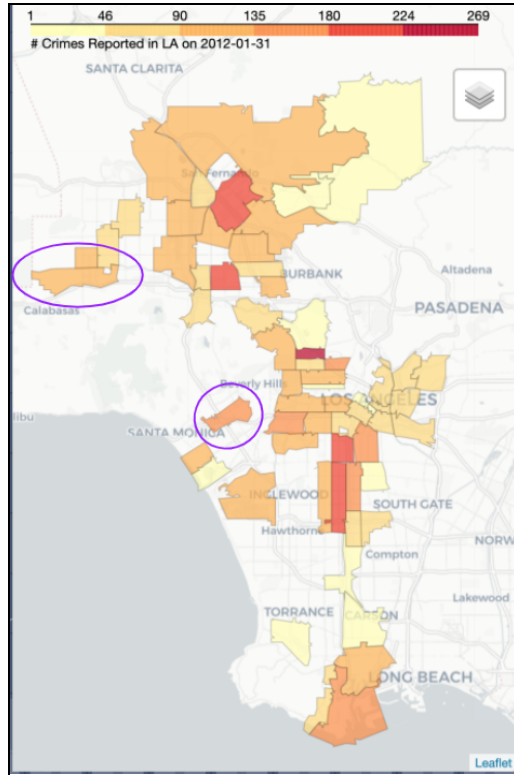 1 46 90 135 180 224 269
# Crimes Reported in LA on 2012-01-31
SANTA CLARITA
San Fernando
BURBANK
Altadena
Calabasas
PASADENA
Beverly Hills
LOS ANGELES
SANTA MONICA
INGLEWOOD
SOUTH GATE
Hawthorne
NORW
Compton
Lakewood
TORRANCE
CARSON
LONG BEACH
Leaflet